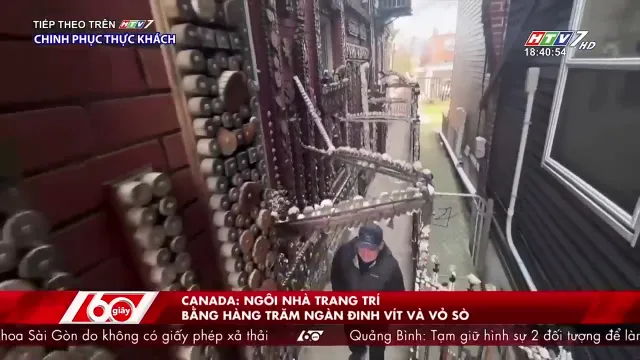 TIẾP THEO TRÊN HTV7
CHINH PHỤC THỰC KHÁCH
HTV7 HD
18:40:54
60 giây
CANADA: NGÔI NHÀ TRANG TRÍ
BẰNG HÀNG TRĂM NGÀN ĐINH VÍT VÀ VỎ SÒ
hoa Sài Gòn do không có giấy phép xả thải 60 giây Quảng Bình: Tạm giữ hình sự 2 đối tượng để làm